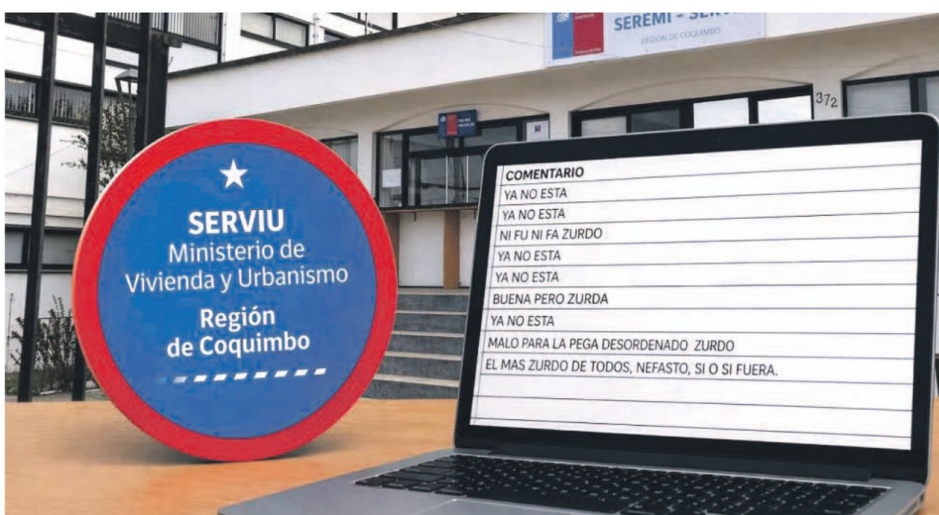 SEREMI - SERV
REGIÓN DE COQUIMBO
372
SERVIU
Ministerio de
Vivienda y Urbanismo
Región
de Coquimbo
COMENTARIO
YA NO ESTA
YA NO ESTA
NI FU NI FA ZURDO
YA NO ESTA
YA NO ESTA
BUENA PERO ZURDA
YA NO ESTA
MALO PARA LA PEGA DESORDENADO ZURDO
EL MAS ZURDO DE TODOS, NEFASTO, SI O SI FUERA.